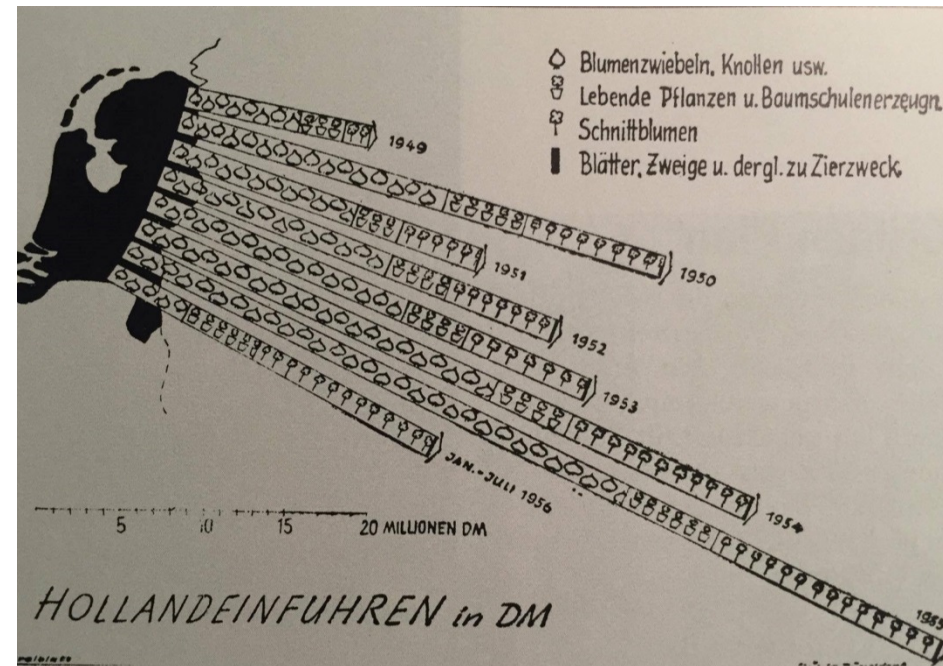 Blumenzwiebeln, Knollen usw.
Lebende Pflanzen u. Baumschulenerzeugn.
Schnittblumen
Blätter, Zweige u. dergl. zu Zierzweck.
1949
1950
1951
1952
1953
1954
1955
JAN.-JULI 1956
5 10 15 20 MILLIONEN DM
HOLLANDEINFUHREN in DM